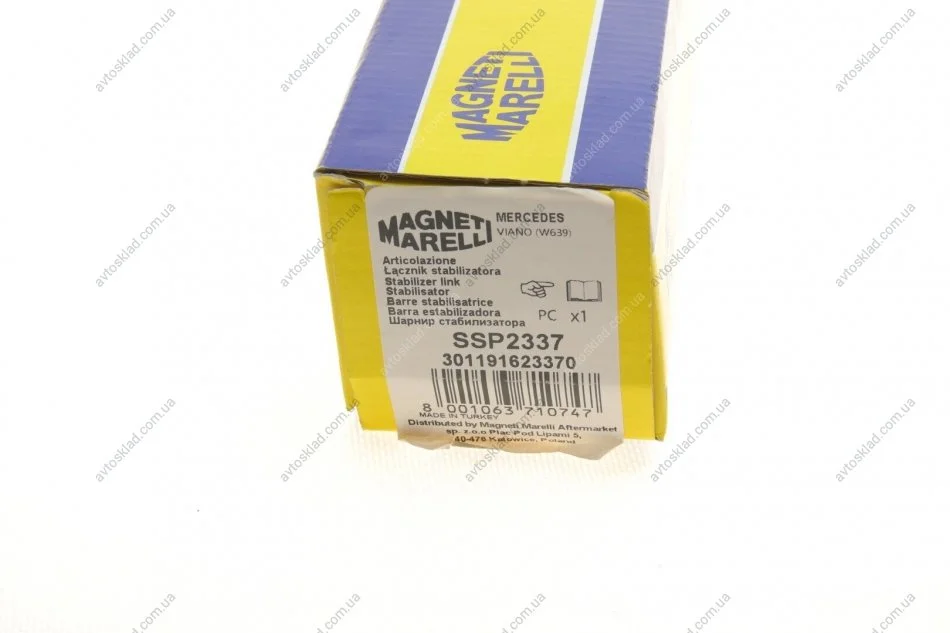 MAGNETI
MARELLI
MAGNETI
MARELLI
MERCEDES
VIANO (W639)
Articolazione
Łącznik stabilizatora
Stabilizer link
Stabilisator
Barre stabilisatrice
Barra estabilizadora
Шарнир стабилизатора
PC x1
SSP2337
301191623370
8 001063 710747
MADE IN TURKEY
Distributed by Magneti Marelli Aftermarket
sp. z.o.o Plac Pod Lipami 5,
40-476 Katowice, Poland
avtosklad.com.ua